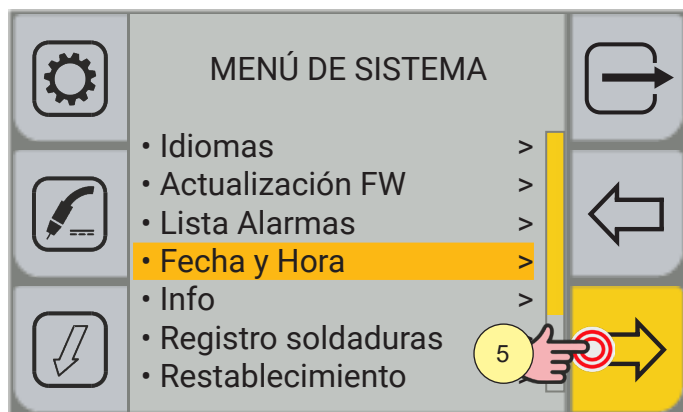 MENÚ DE SISTEMA
• Idiomas >
• Actualización FW >
• Lista Alarmas >
• Fecha y Hora >
• Info >
• Registro soldaduras
• Restablecimiento >
5